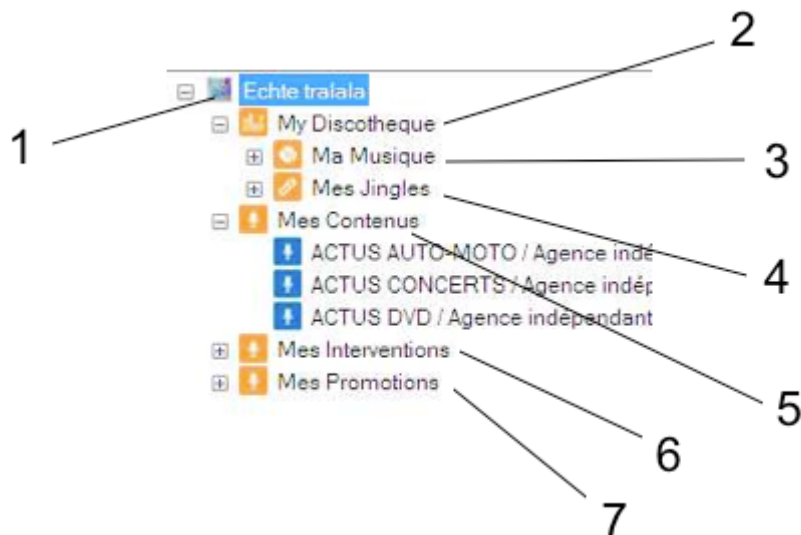 2
Echte tralala
1
My Discotheque
Ma Musique
3
Mes Jingles
Mes Contenus
ACTUS AUTO-MOTO / Agence indé
4
ACTUS CONCERTS / Agence indép
ACTUS DVD / Agence indépendant
Mes Interventions
Mes Promotions
5
6
7